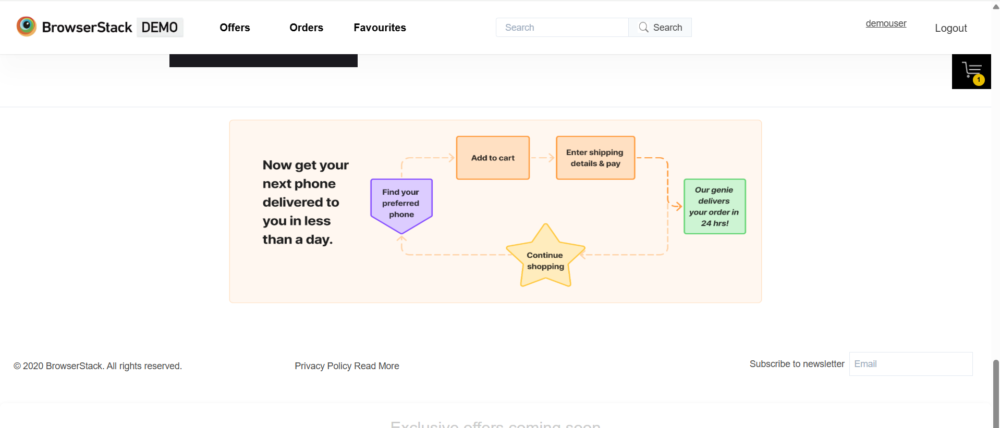 BrowserStack DEMO
Offers
Orders
Favourites
Search
Search
demouser
Logout
1
Now get your
next phone
delivered to
you in less
than a day.
Find your
preferred
phone
Add to cart
Enter shipping
details & pay
Our genie
delivers
your order in
24 hrs!
Continue
shopping
© 2020 BrowserStack. All rights reserved.
Privacy Policy Read More
Subscribe to newsletter
Email
Exclusive offers coming soon